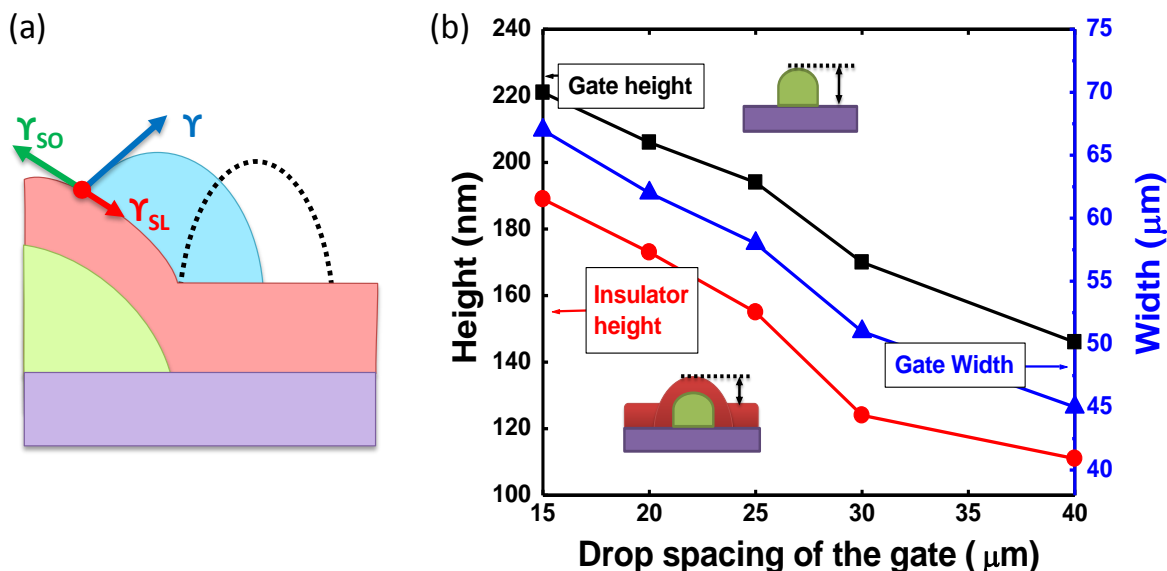 (a)
ϒSO
ϒ
ϒSL
(b)
240
220
200
180
160
140
120
100
Height (nm)
Gate height
Insulator
height
Gate Width
75
70
65
60
55
50
45
40
Width (μm)
15 20 25 30 35 40
Drop spacing of the gate ( μm)